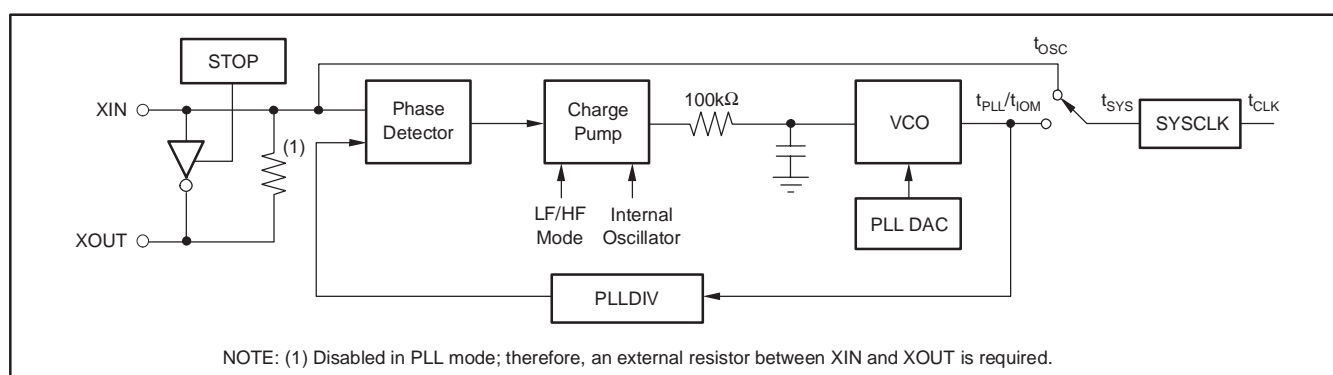 STOP
t_OSC
XIN
Phase
Detector
Charge
Pump
100kΩ
VCO
t_PLL/t_IOM
t_SYS
SYSCLK
t_CLK
(1)
XOUT
LF/HF
Mode
Internal
Oscillator
PLL DAC
PLLDIV
NOTE: (1) Disabled in PLL mode; therefore, an external resistor between XIN and XOUT is required.